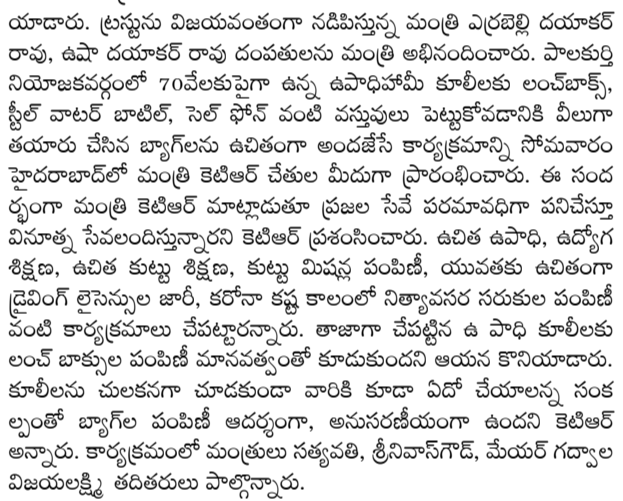 యాడారు. ట్రస్టును విజయవంతంగా నడిపిస్తున్న మంత్రి ఎర్రబెల్లి దయాకర్
రావు, ఉషా దయాకర్ రావు దంపతులను మంత్రి అభినందించారు. పాలకుర్తి
నియోజకవర్గంలో 70వేలకుపైగా ఉన్న ఉపాధిహామీ కూలీలకు లంచ్‌బాక్స్,
స్టీల్ వాటర్ బాటిల్, సెల్ ఫోన్ వంటి వస్తువులు పెట్టుకోవడానికి వీలుగా
తయారు చేసిన బ్యాగ్‌లను ఉచితంగా అందజేసే కార్యక్రమాన్ని సోమవారం
హైదరాబాద్‌లో మంత్రి కెటిఆర్ చేతుల మీదుగా ప్రారంభించారు. ఈ సంద
ర్భంగా మంత్రి కెటిఆర్ మాట్లాడుతూ ప్రజల సేవే పరమావధిగా పనిచేస్తూ
వినూత్న సేవలందిస్తున్నారని కెటిఆర్ ప్రశంసించారు. ఉచిత ఉపాధి, ఉద్యోగ
శిక్షణ, ఉచిత కుట్టు శిక్షణ, కుట్టు మిషన్ల పంపిణీ, యువతకు ఉచితంగా
డ్రైవింగ్ లైసెన్సుల జారీ, కరోనా కష్ట కాలంలో నిత్యావసర సరుకుల పంపిణీ
వంటి కార్యక్రమాలు చేపట్టారన్నారు. తాజాగా చేపట్టిన ఉ పాధి కూలీలకు
లంచ్ బాక్సుల పంపిణీ మానవత్వంతో కూడుకుందని ఆయన కొనియాడారు.
కూలీలను చులకనగా చూడకుండా వారికి కూడా ఏదో చేయాలన్న సంక
ల్పంతో బ్యాగ్‌ల పంపిణీ ఆదర్శంగా, అనుసరణీయంగా ఉందని కెటిఆర్
అన్నారు. కార్యక్రమంలో మంత్రులు సత్యవతి, శ్రీనివాస్‌గౌడ్, మేయర్ గద్వాల
విజయలక్ష్మి తదితరులు పాల్గొన్నారు.